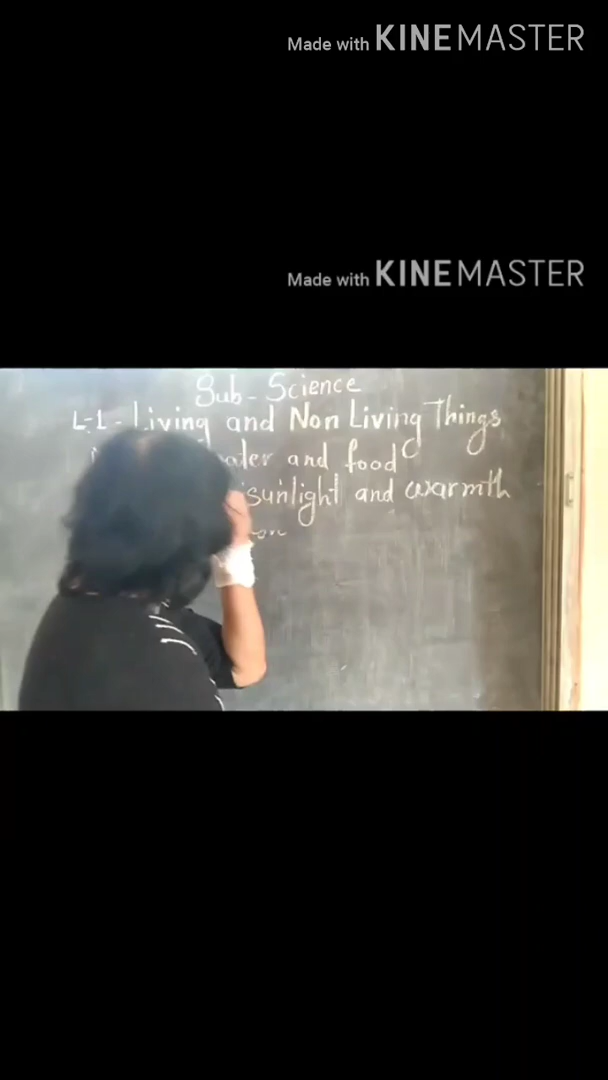 Made with KINEMASTER
Made with KINEMASTER
Sub - Science
L-1 - Living and Non Living Things
and food
sunlight and warmth